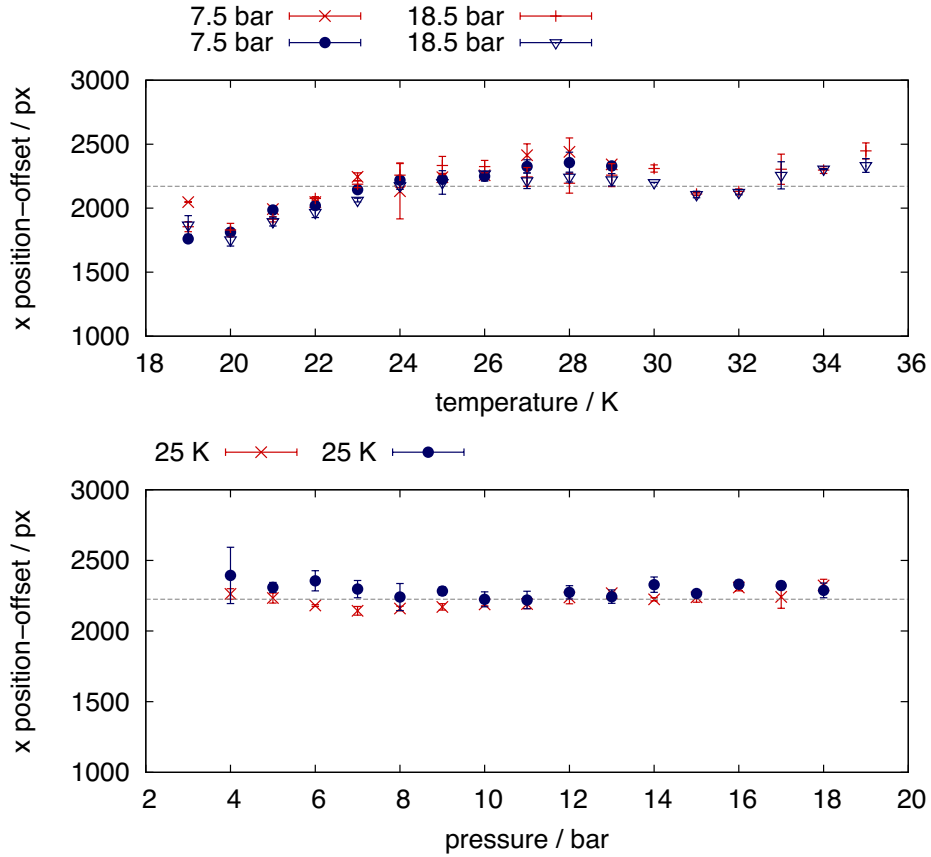 7.5 bar 18.5 bar
7.5 bar 18.5 bar
3000
2500
2000
1500
1000
x position−offset / px
18 20 22 24 26 28 30 32 34 36
temperature / K
25 K 25 K
3000
2500
2000
1500
1000
x position−offset / px
2 4 6 8 10 12 14 16 18 20
pressure / bar